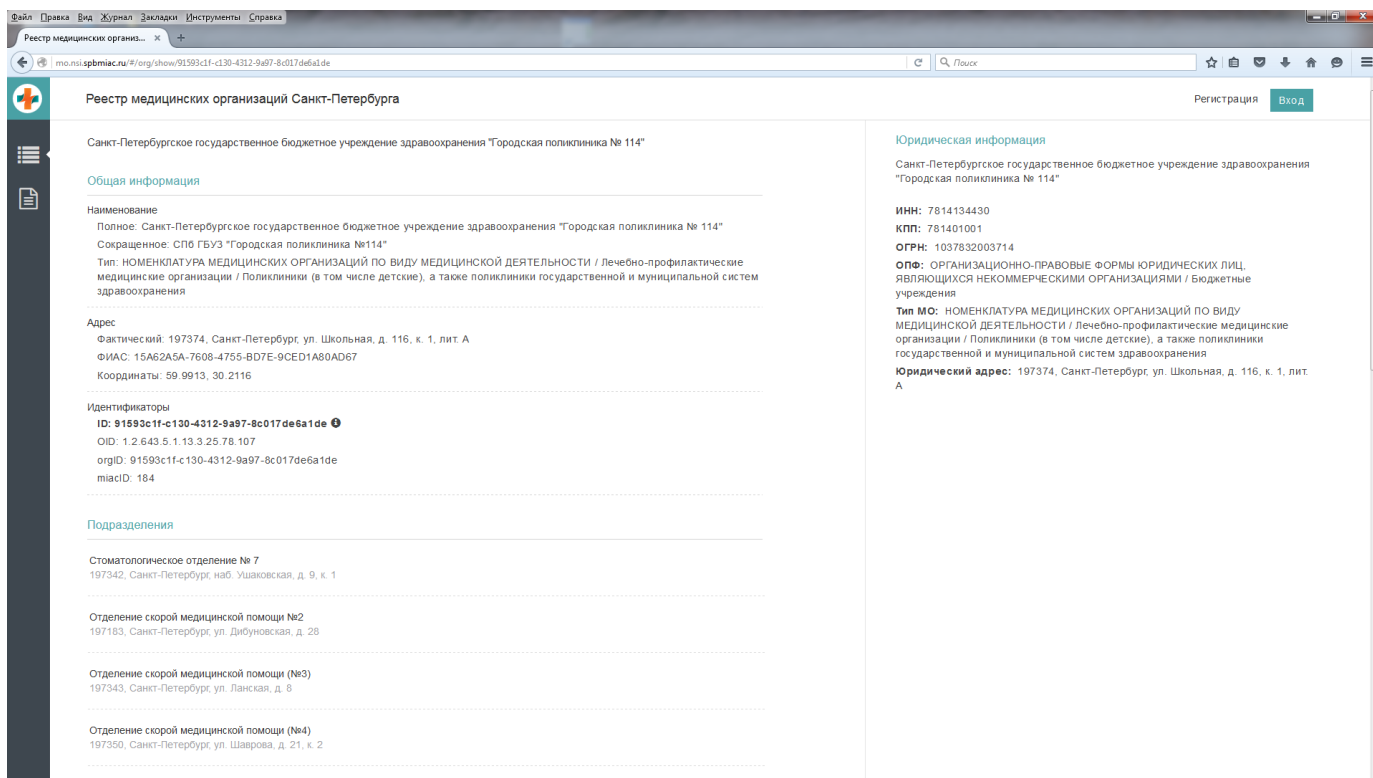 Файл Правка Вид Журнал Закладки Инструменты Справка
Реестр медицинских организ... × +
mo.nsi.spbmiac.ru/#/org/show/91593c1f-c130-4312-9a97-8c017de6a1de
Поиск
Реестр медицинских организаций Санкт-Петербурга
Регистрация
Вход
Санкт-Петербургское государственное бюджетное учреждение здравоохранения "Городская поликлиника № 114"
Общая информация
Наименование
Полное: Санкт-Петербургское государственное бюджетное учреждение здравоохранения "Городская поликлиника № 114"
Сокращенное: СПб ГБУЗ "Городская поликлиника №114"
Тип: НОМЕНКЛАТУРА МЕДИЦИНСКИХ ОРГАНИЗАЦИЙ ПО ВИДУ МЕДИЦИНСКОЙ ДЕЯТЕЛЬНОСТИ / Лечебно-профилактические
медицинские организации / Поликлиники (в том числе детские), а также поликлиники государственной и муниципальной систем
здравоохранения
Адрес
Фактический: 197374, Санкт-Петербург, ул. Школьная, д. 116, к. 1, лит. А
ФИАС: 15A62A5A-7608-4755-BD7E-9CED1A80AD67
Координаты: 59.9913, 30.2116
Идентификаторы
ID: 91593c1f-c130-4312-9a97-8c017de6a1de
OID: 1.2.643.5.1.13.3.25.78.107
orgID: 91593c1f-c130-4312-9a97-8c017de6a1de
miacID: 184
Подразделения
Стоматологическое отделение № 7
197342, Санкт-Петербург, наб. Ушаковская, д. 9, к. 1
Отделение скорой медицинской помощи №2
197183, Санкт-Петербург, ул. Дибуновская, д. 28
Отделение скорой медицинской помощи (№3)
197343, Санкт-Петербург, ул. Ланская, д. 8
Отделение скорой медицинской помощи (№4)
197350, Санкт-Петербург, ул. Шаврова, д. 21, к. 2
Юридическая информация
Санкт-Петербургское государственное бюджетное учреждение здравоохранения
"Городская поликлиника № 114"
ИНН: 7814134430
КПП: 781401001
ОГРН: 1037832003714
ОПФ: ОРГАНИЗАЦИОННО-ПРАВОВЫЕ ФОРМЫ ЮРИДИЧЕСКИХ ЛИЦ,
ЯВЛЯЮЩИХСЯ НЕКОММЕРЧЕСКИМИ ОРГАНИЗАЦИЯМИ / Бюджетные
учреждения
Тип МО: НОМЕНКЛАТУРА МЕДИЦИНСКИХ ОРГАНИЗАЦИЙ ПО ВИДУ
МЕДИЦИНСКОЙ ДЕЯТЕЛЬНОСТИ / Лечебно-профилактические медицинские
организации / Поликлиники (в том числе детские), а также поликлиники
государственной и муниципальной систем здравоохранения
Юридический адрес: 197374, Санкт-Петербург, ул. Школьная, д. 116, к. 1, лит.
А